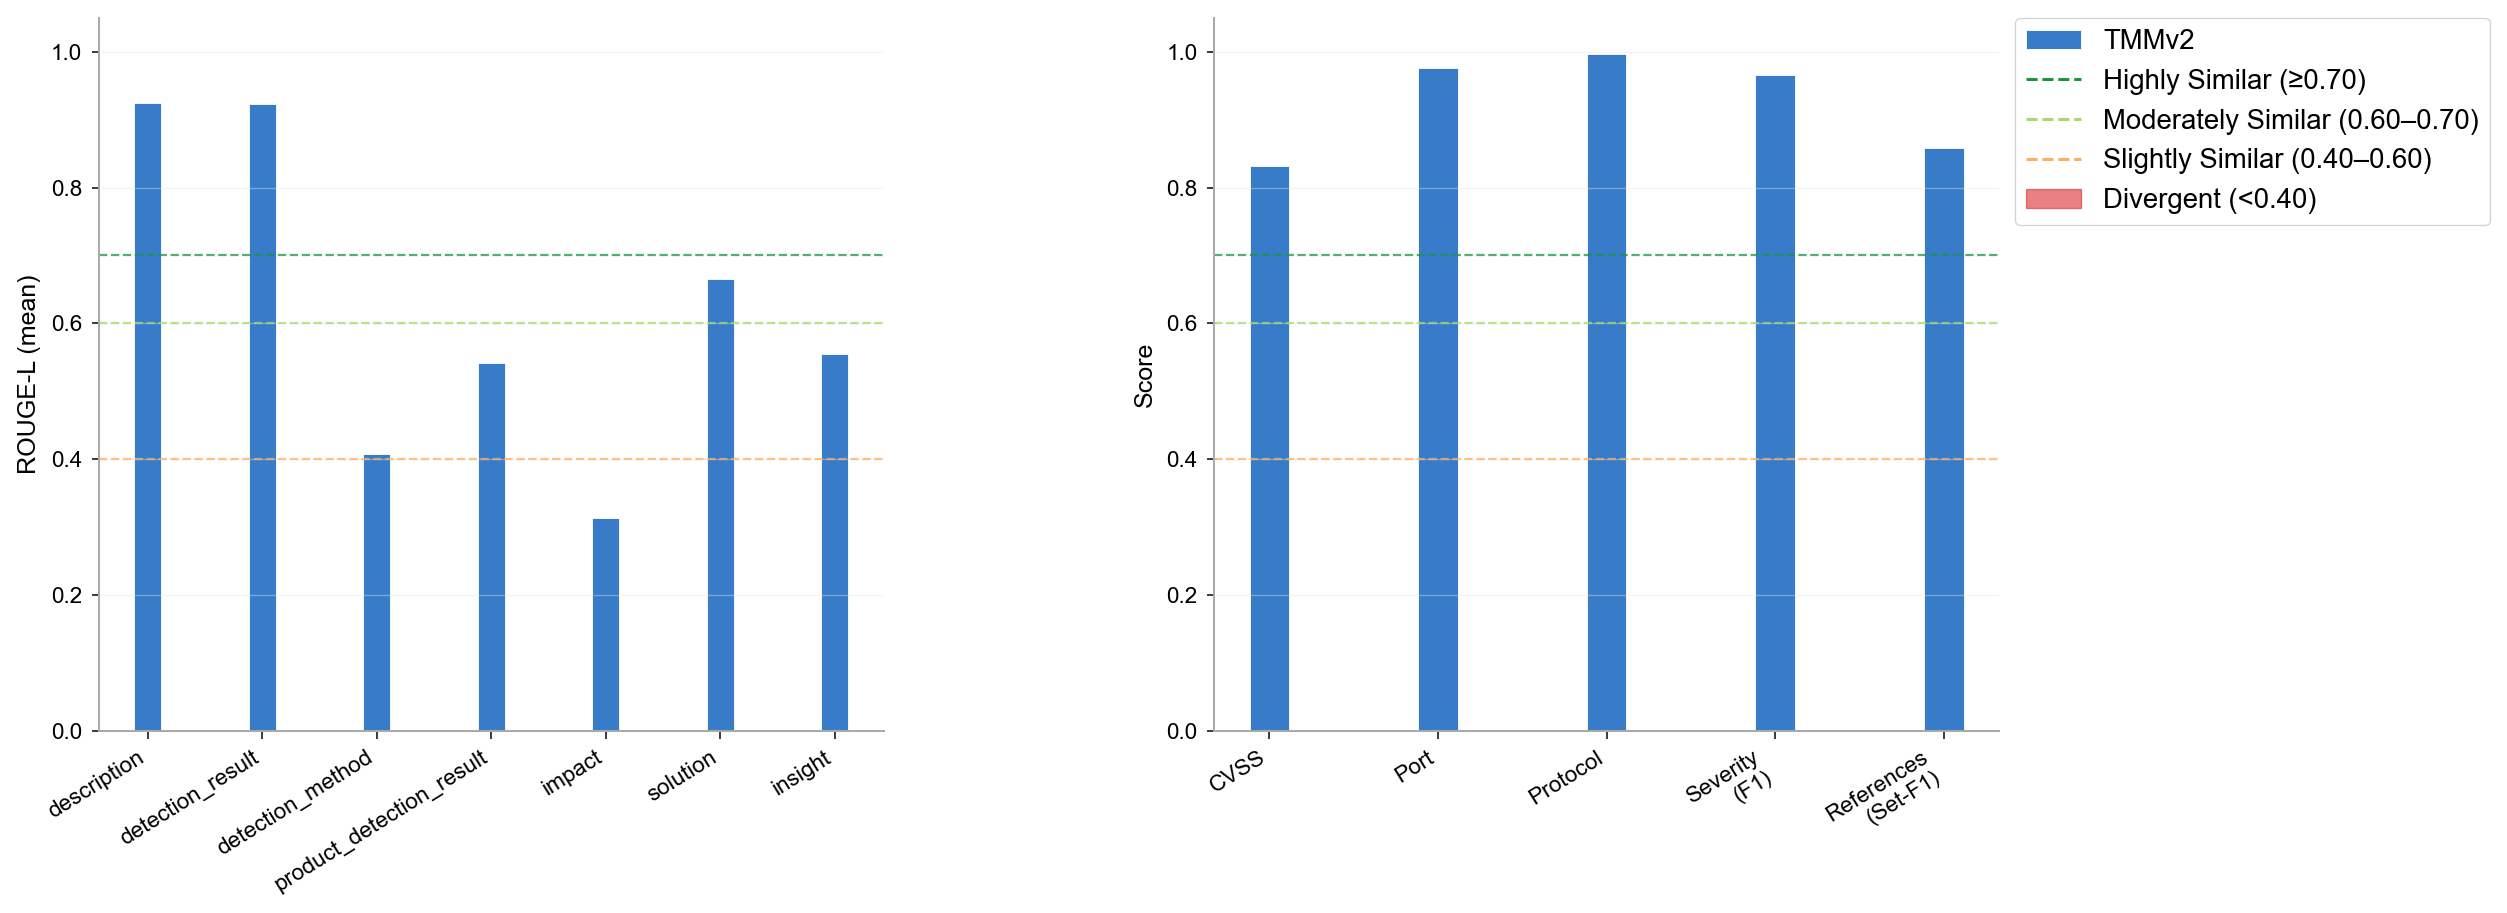 ROUGE-L (mean)
1.0
0.8
0.6
0.4
0.2
0.0
description
detection_result
detection_method
product_detection_result
impact
solution
insight
Score
1.0
0.8
0.6
0.4
0.2
0.0
CVSS
Port
Protocol
Severity
(F1)
References
(Set-F1)
TMMv2
Highly Similar (≥0.70)
Moderately Similar (0.60–0.70)
Slightly Similar (0.40–0.60)
Divergent (<0.40)